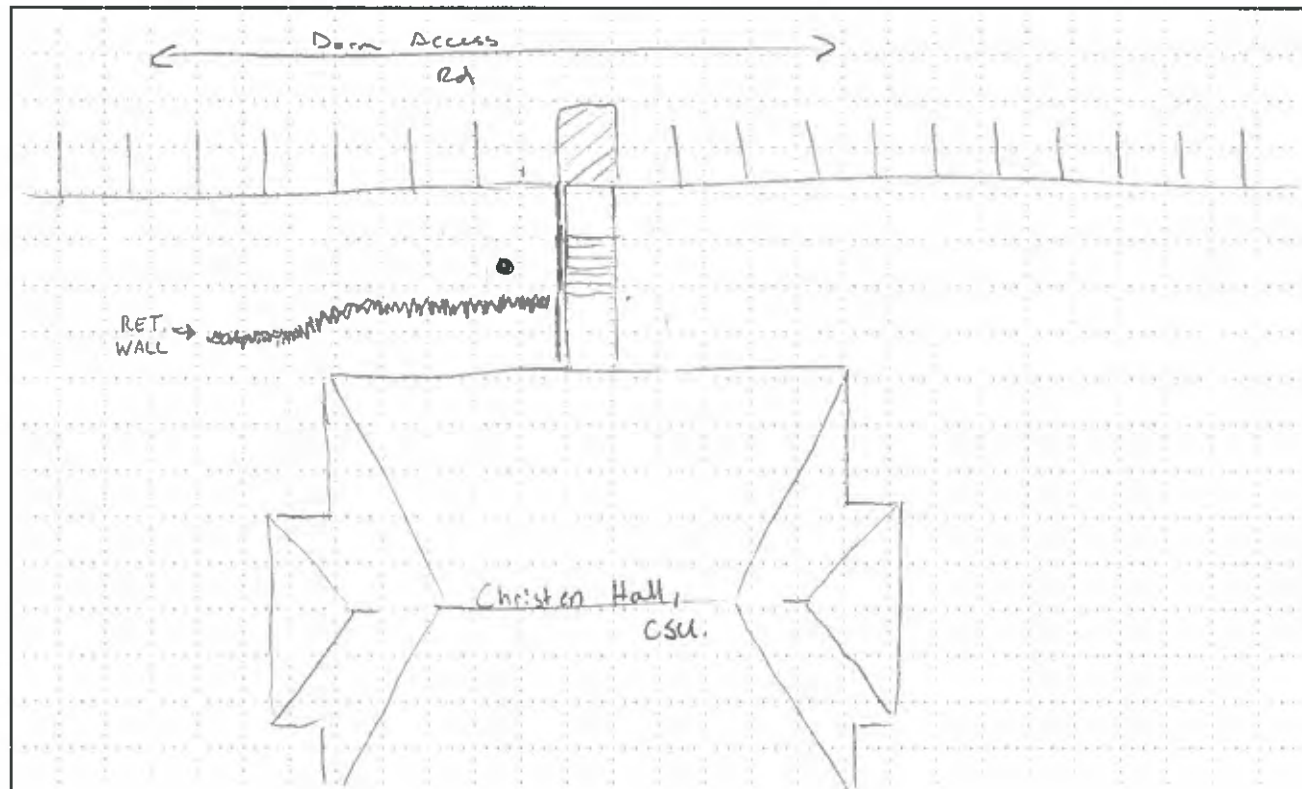 Dorm Access
Rd
RET.
WALL
Christen Hall,
CSU.